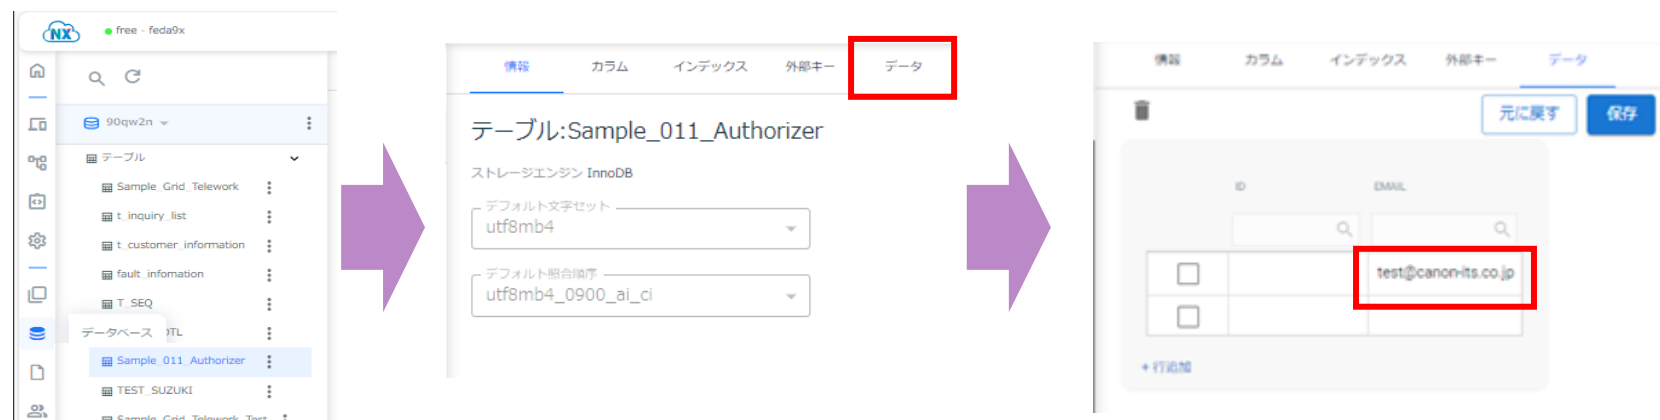 NX
free - feda9x
90qw2n
テーブル
Sample_Grid_Telework
t_inquiry_list
t_customer_information
fault_infomation
T_SEQ
データベース
OTL
Sample_011_Authorizer
TEST_SUZUKI
Sample_Grid_Telework_Test
情報 カラム インデックス 外部キー データ
テーブル:Sample_011_Authorizer
ストレージエンジン InnoDB
デフォルト文字セット
utf8mb4
デフォルト照合順序
utf8mb4_0900_ai_ci
情報 カラム インデックス 外部キー データ
元に戻す 保存
ID EMAIL
test@canon-its.co.jp
+ 行追加